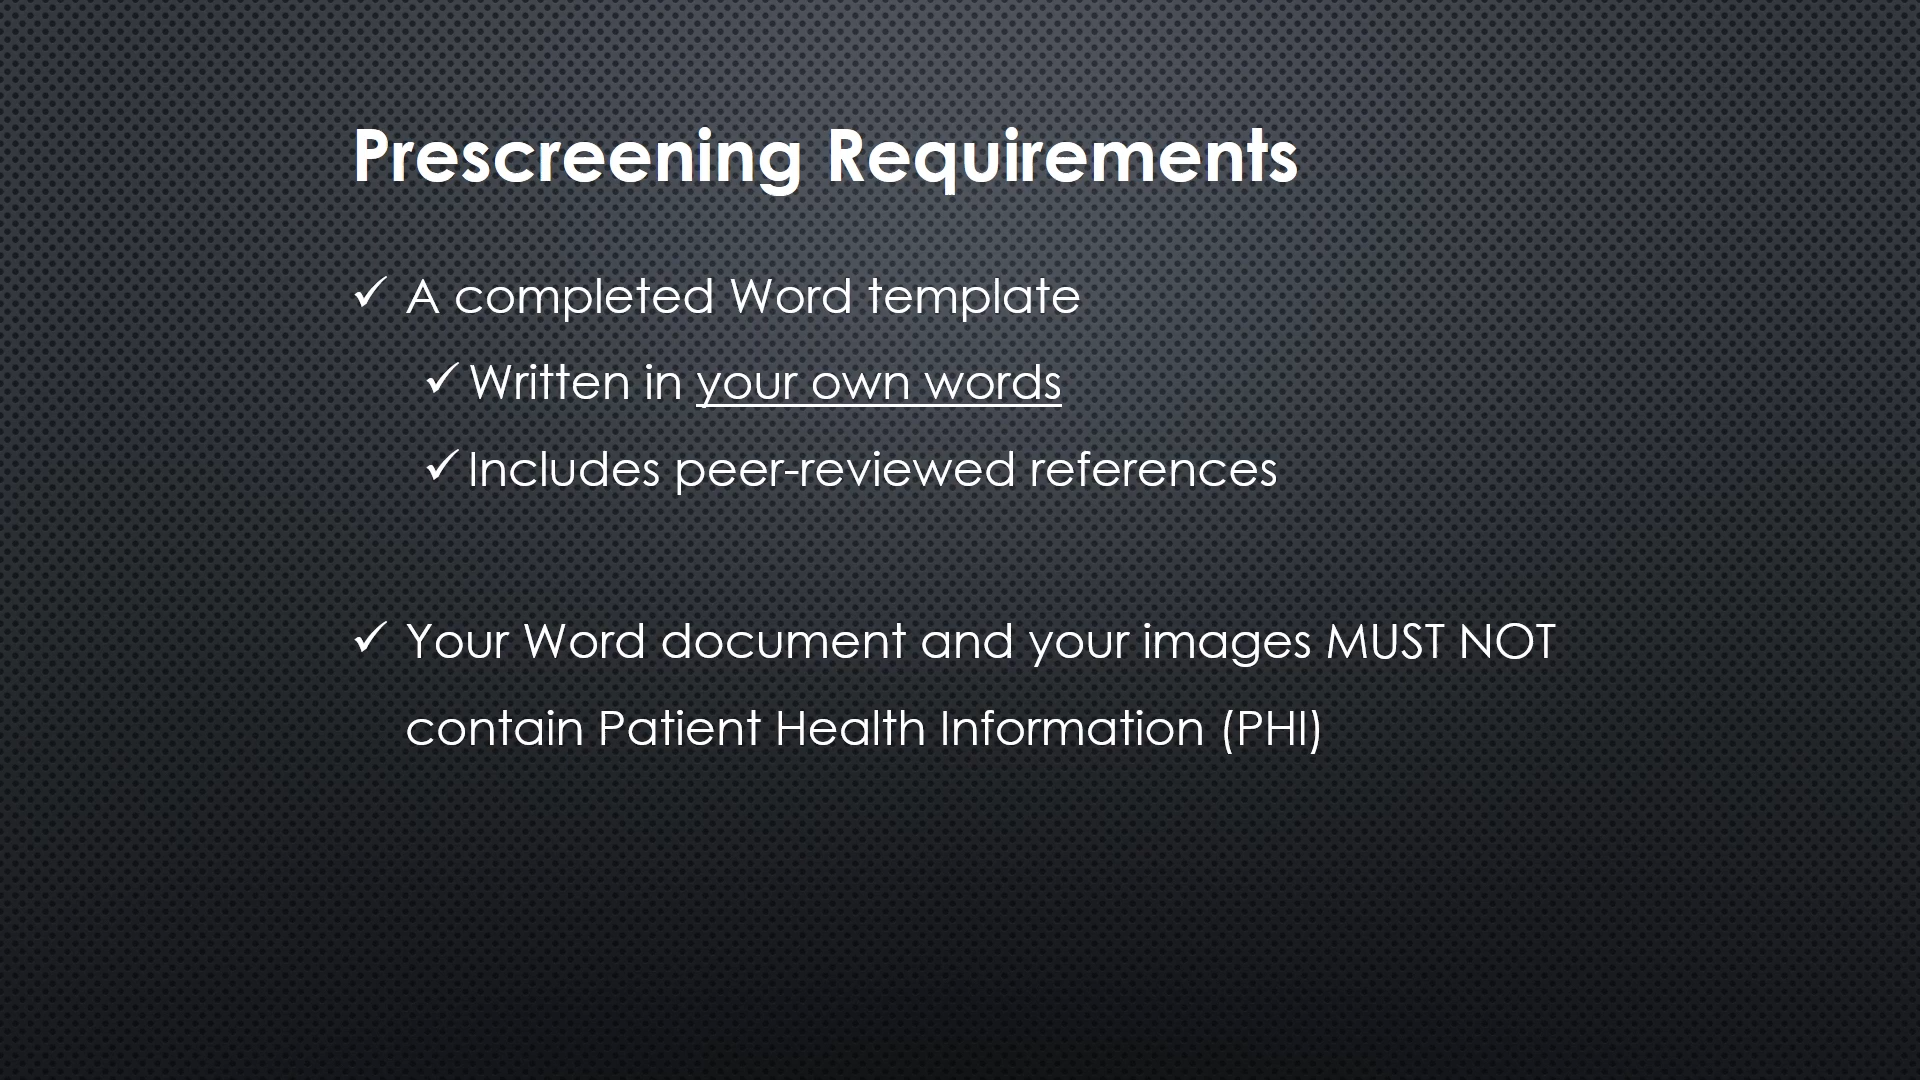 Prescreening Requirements
✓ A completed Word template
✓ Written in your own words
✓ Includes peer-reviewed references
✓ Your Word document and your images MUST NOT
contain Patient Health Information (PHI)